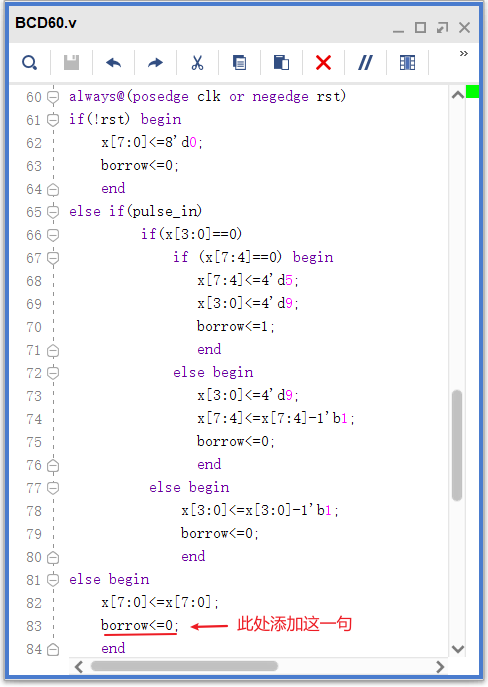 BCD60.v
»
60 always@(posedge clk or negedge rst)
61 if(!rst) begin
62 x[7:0]<=8'd0;
63 borrow<=0;
64 end
65 else if(pulse_in)
66 if(x[3:0]==0)
67 if (x[7:4]==0) begin
68 x[7:4]<=4'd5;
69 x[3:0]<=4'd9;
70 borrow<=1;
71 end
72 else begin
73 x[3:0]<=4'd9;
74 x[7:4]<=x[7:4]-1'b1;
75 borrow<=0;
76 end
77 else begin
78 x[3:0]<=x[3:0]-1'b1;
79 borrow<=0;
80 end
81 else begin
82 x[7:0]<=x[7:0];
83 borrow<=0; 此处添加这一句
84 end